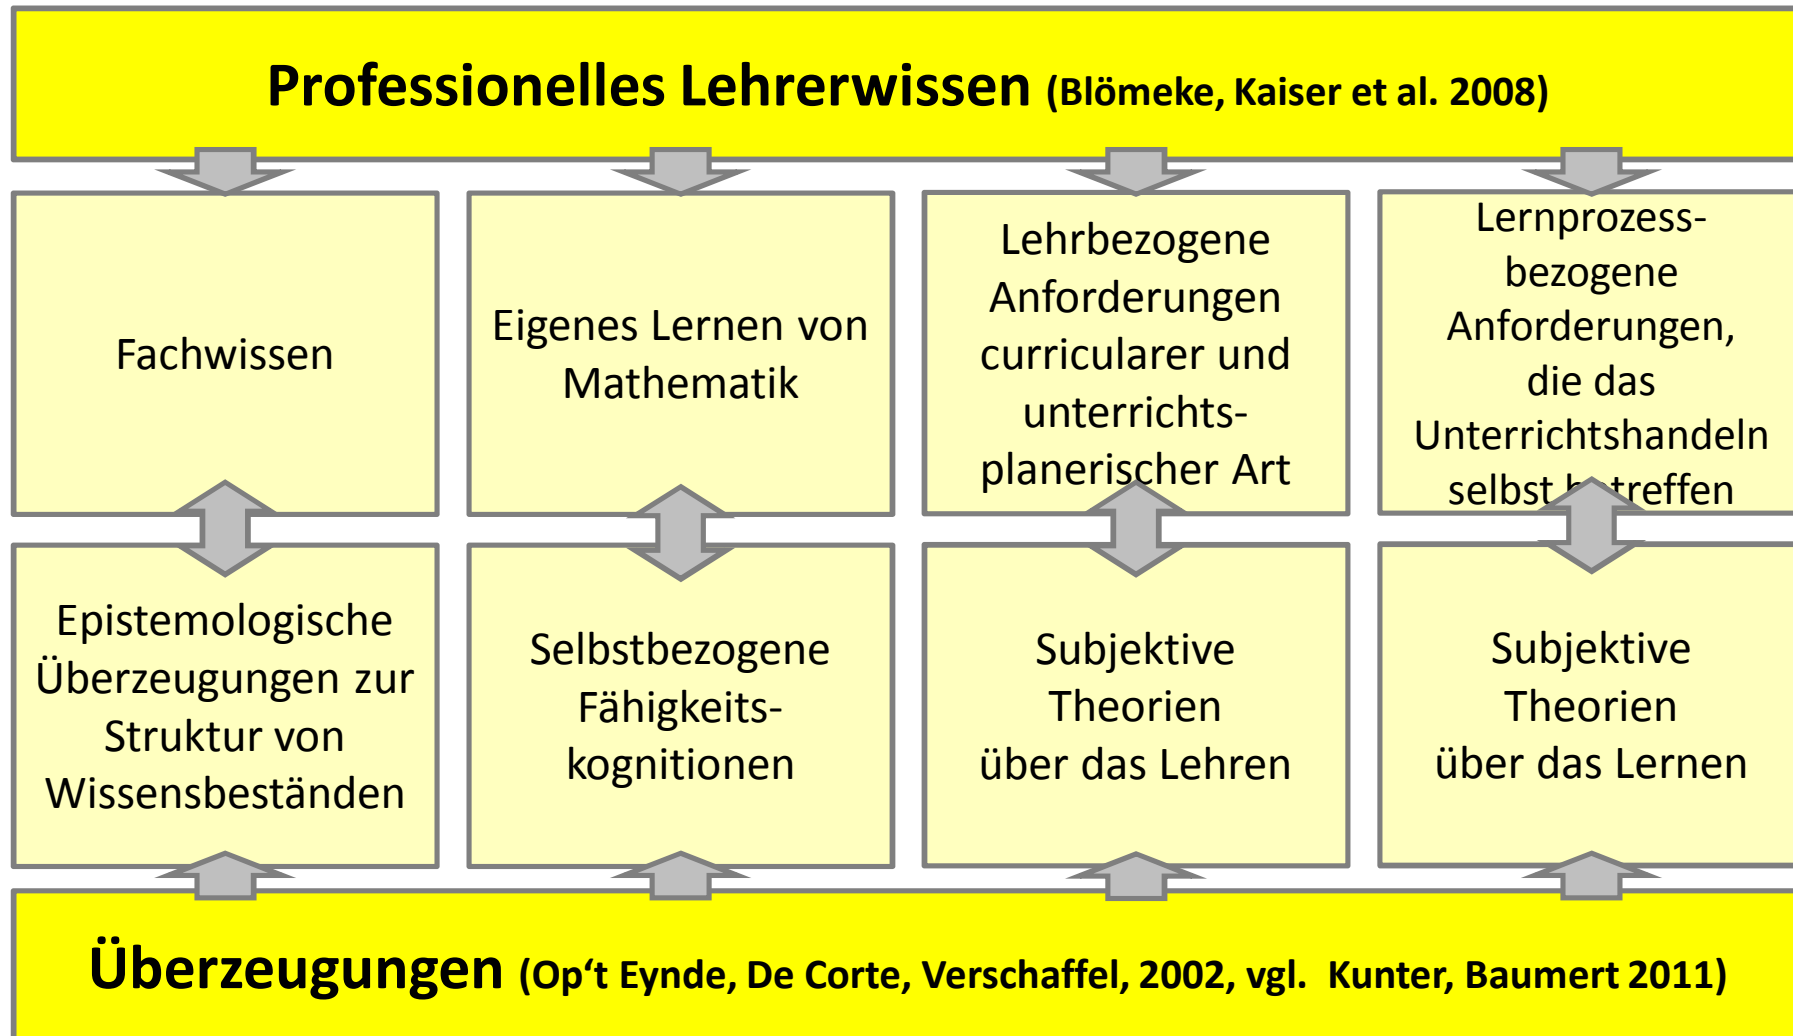 Professionelles Lehrerwissen (Blömeke, Kaiser et al. 2008)
Fachwissen
Eigenes Lernen von
Mathematik
Lehrbezogene
Anforderungen
curricularer und
unterrichts-
planerischer Art
Lernprozess-
bezogene
Anforderungen,
die das
Unterrichtshandeln
selbst betreffen
Epistemologische
Überzeugungen zur
Struktur von
Wissensbeständen
Selbstbezogene
Fähigkeits-
kognitionen
Subjektive
Theorien
über das Lehren
Subjektive
Theorien
über das Lernen
Überzeugungen (Op‘t Eynde, De Corte, Verschaffel, 2002, vgl. Kunter, Baumert 2011)